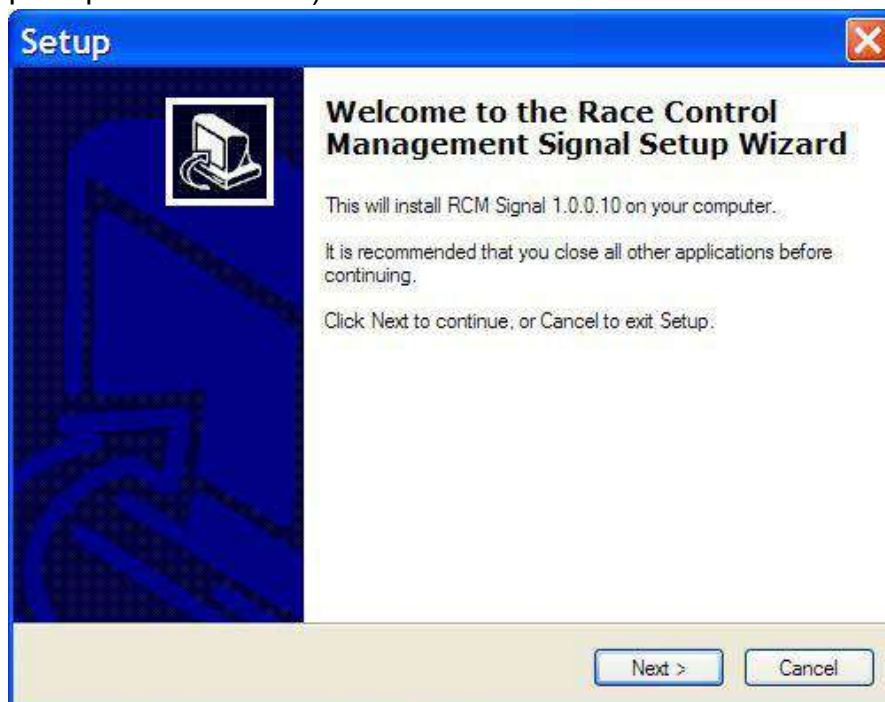 Setup
Welcome to the Race Control
Management Signal Setup Wizard
This will install RCM Signal 1.0.0.10 on your computer.
It is recommended that you close all other applications before
continuing.
Click Next to continue, or Cancel to exit Setup.
Next >
Cancel